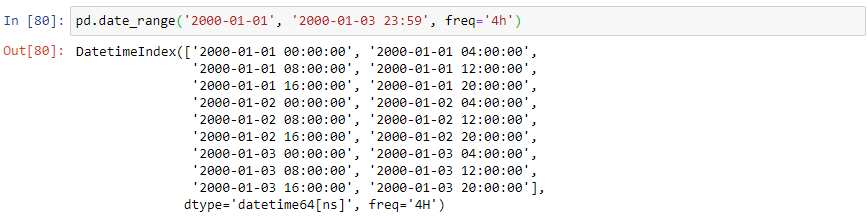 In [80]: pd.date_range('2000-01-01', '2000-01-03 23:59', freq='4h')
Out[80]: DatetimeIndex(['2000-01-01 00:00:00', '2000-01-01 04:00:00',
'2000-01-01 08:00:00', '2000-01-01 12:00:00',
'2000-01-01 16:00:00', '2000-01-01 20:00:00',
'2000-01-02 00:00:00', '2000-01-02 04:00:00',
'2000-01-02 08:00:00', '2000-01-02 12:00:00',
'2000-01-02 16:00:00', '2000-01-02 20:00:00',
'2000-01-03 00:00:00', '2000-01-03 04:00:00',
'2000-01-03 08:00:00', '2000-01-03 12:00:00',
'2000-01-03 16:00:00', '2000-01-03 20:00:00'],
dtype='datetime64[ns]', freq='4H')